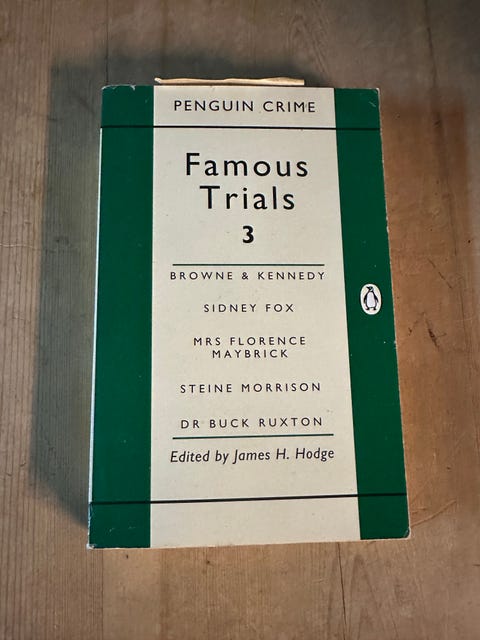 PENGUIN CRIME
Famous
Trials
3
BROWNE & KENNEDY
SIDNEY FOX
MRS FLORENCE
MAYBRICK
STEINE MORRISON
DR BUCK RUXTON
Edited by James H. Hodge